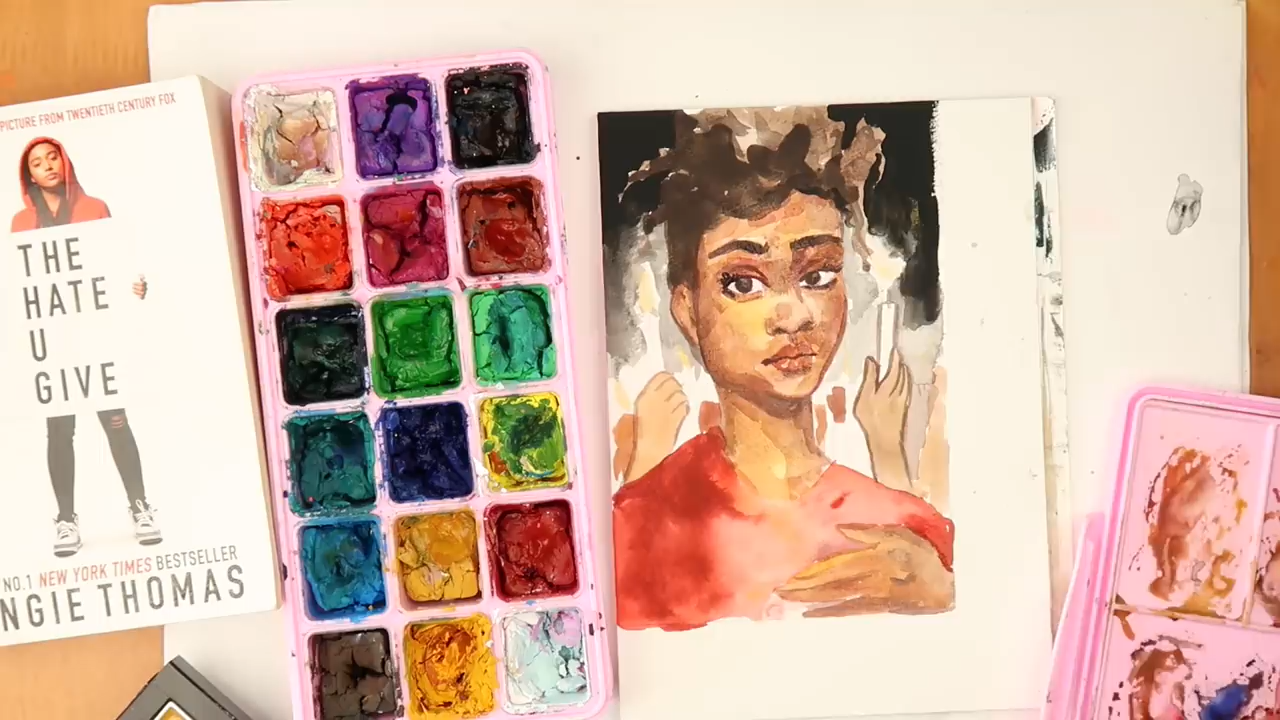 PICTURE FROM TWENTIETH CENTURY FOX
THE
HATE
U
GIVE
NO.1 NEW YORK TIMES BESTSELLER
NGIE THOMAS